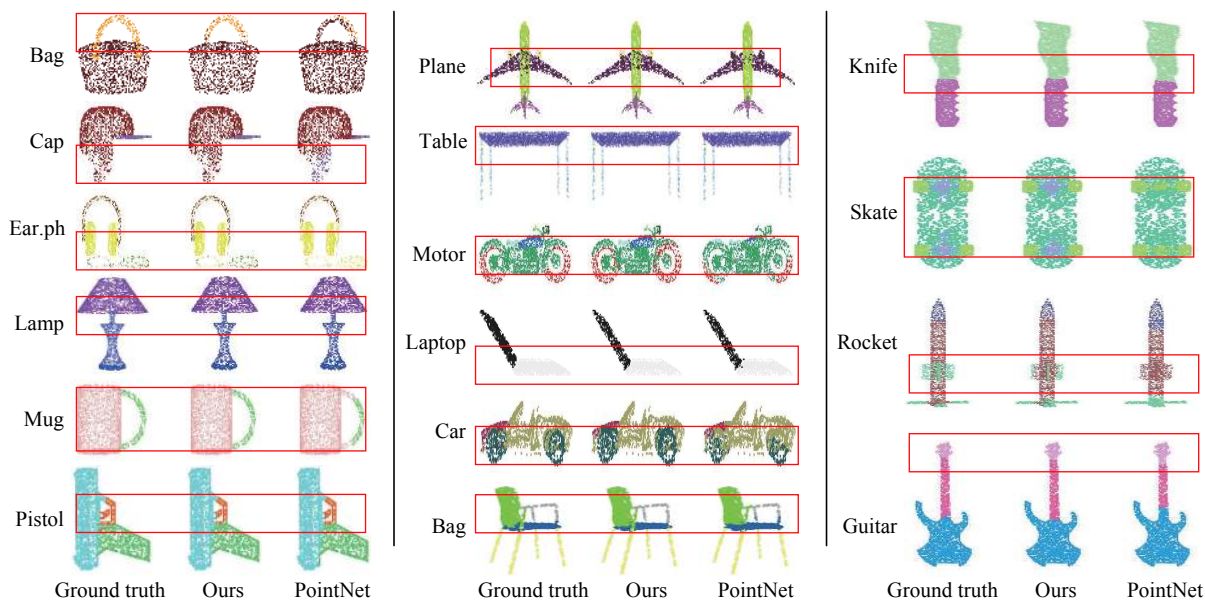 Bag
Cap
Ear.ph
Lamp
Mug
Pistol
Ground truth Ours PointNet
Plane
Table
Motor
Laptop
Car
Bag
Ground truth Ours PointNet
Knife
Skate
Rocket
Guitar
Ground truth Ours PointNet